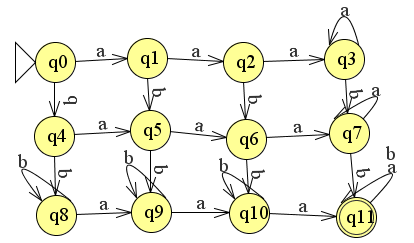 a
q0 a q1 a q2 a q3
b b b b a
q4 a q5 a q6 a q7
b b b b b b b b a
q8 a q9 a q10 a q11